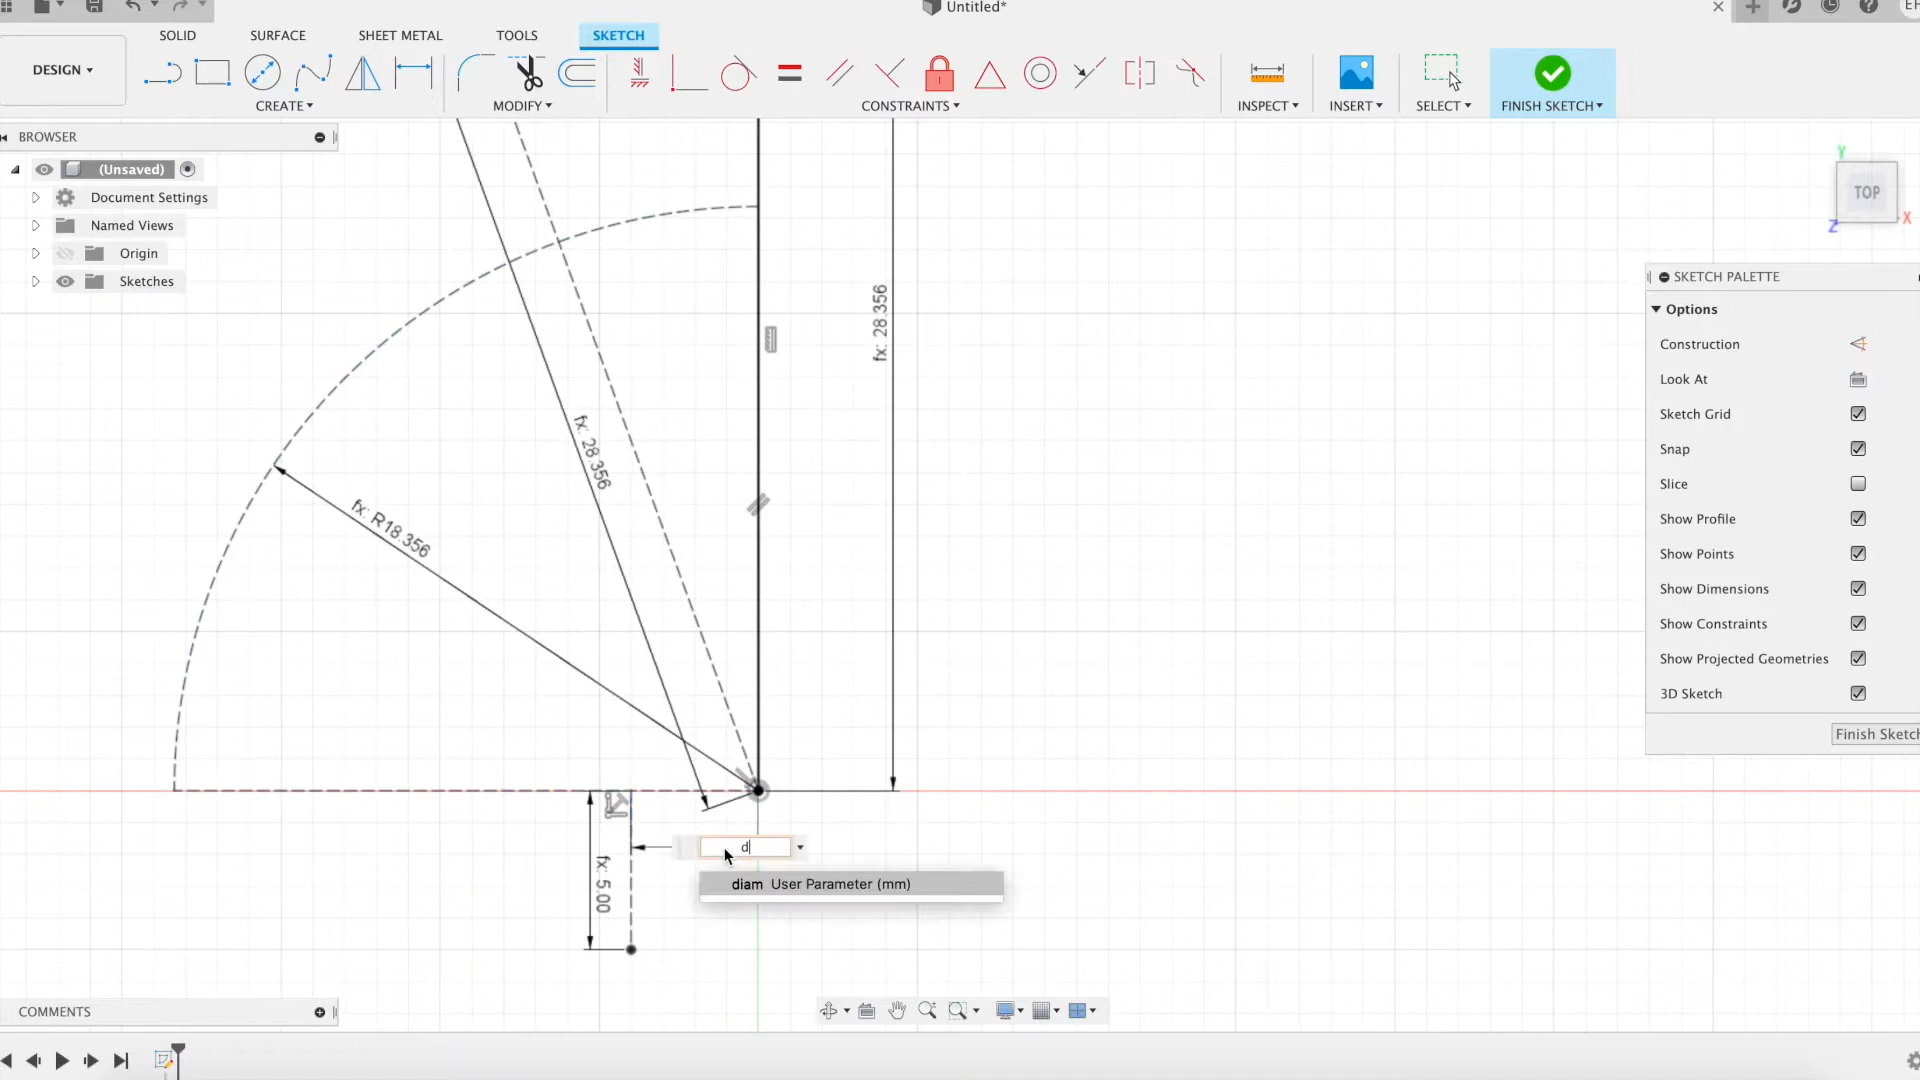 Untitled*
EF
SOLID
SURFACE
SHEET METAL
TOOLS
SKETCH
DESIGN
CREATE
MODIFY
CONSTRAINTS
INSPECT
INSERT
SELECT
FINISH SKETCH
BROWSER
(Unsaved)
Document Settings
Named Views
Origin
Sketches
Y
TOP
X
Z
SKETCH PALETTE
Options
Construction
Look At
Sketch Grid
Snap
Slice
Show Profile
Show Points
Show Dimensions
Show Constraints
Show Projected Geometries
3D Sketch
Finish Sketch
fx: 28.356
fx: 28.356
fx: R18.356
fx: 5.00
d
diam User Parameter (mm)
COMMENTS